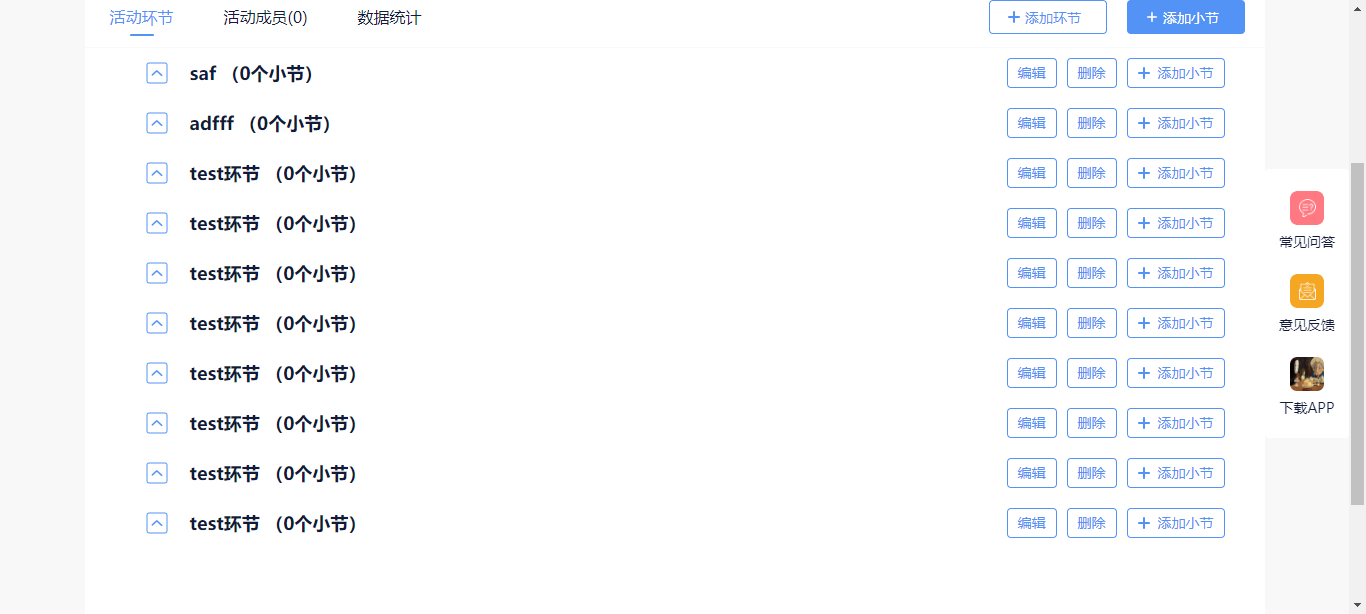 活动环节 活动成员(0) 数据统计 + 添加环节 + 添加小节
saf （0个小节） 编辑 删除 + 添加小节
adfff （0个小节） 编辑 删除 + 添加小节
test环节 （0个小节） 编辑 删除 + 添加小节
test环节 （0个小节） 编辑 删除 + 添加小节
test环节 （0个小节） 编辑 删除 + 添加小节
test环节 （0个小节） 编辑 删除 + 添加小节
test环节 （0个小节） 编辑 删除 + 添加小节
test环节 （0个小节） 编辑 删除 + 添加小节
test环节 （0个小节） 编辑 删除 + 添加小节
test环节 （0个小节） 编辑 删除 + 添加小节
常见问答
意见反馈
下载APP